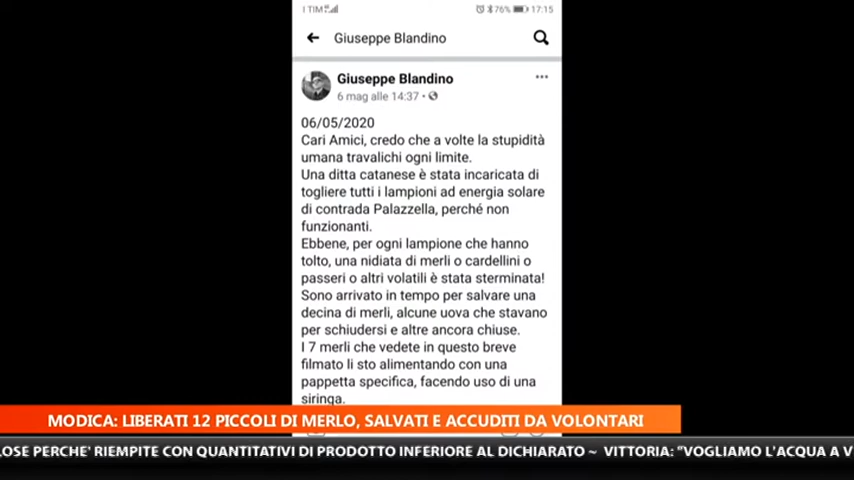 TIM 76% 17:15
Giuseppe Blandino
Giuseppe Blandino
6 mag alle 14:37
06/05/2020
Cari Amici, credo che a volte la stupidità
umana travalichi ogni limite.
Una ditta catanese è stata incaricata di
togliere tutti i lampioni ad energia solare
di contrada Palazzella, perché non
funzionanti.
Ebbene, per ogni lampione che hanno
tolto, una nidiata di merli o cardellini o
passeri o altri volatili è stata sterminata!
Sono arrivato in tempo per salvare una
decina di merli, alcune uova che stavano
per schiudersi e altre ancora chiuse.
I 7 merli che vedete in questo breve
filmato li sto alimentando con una
pappetta specifica, facendo uso di una
siringa.
MODICA: LIBERATI 12 PICCOLI DI MERLO, SALVATI E ACCUDITI DA VOLONTARI
LOSE PERCHE' RIEMPITE CON QUANTITATIVI DI PRODOTTO INFERIORE AL DICHIARATO ~ VITTORIA: "VOGLIAMO L'ACQUA A V